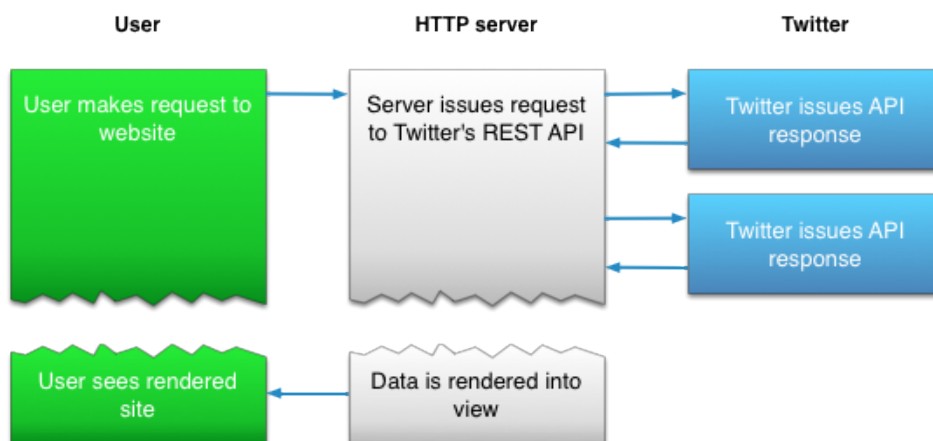 User
HTTP server
Twitter
User makes request to
website
Server issues request
to Twitter's REST API
Twitter issues API
response
Twitter issues API
response
User sees rendered
site
Data is rendered into
view